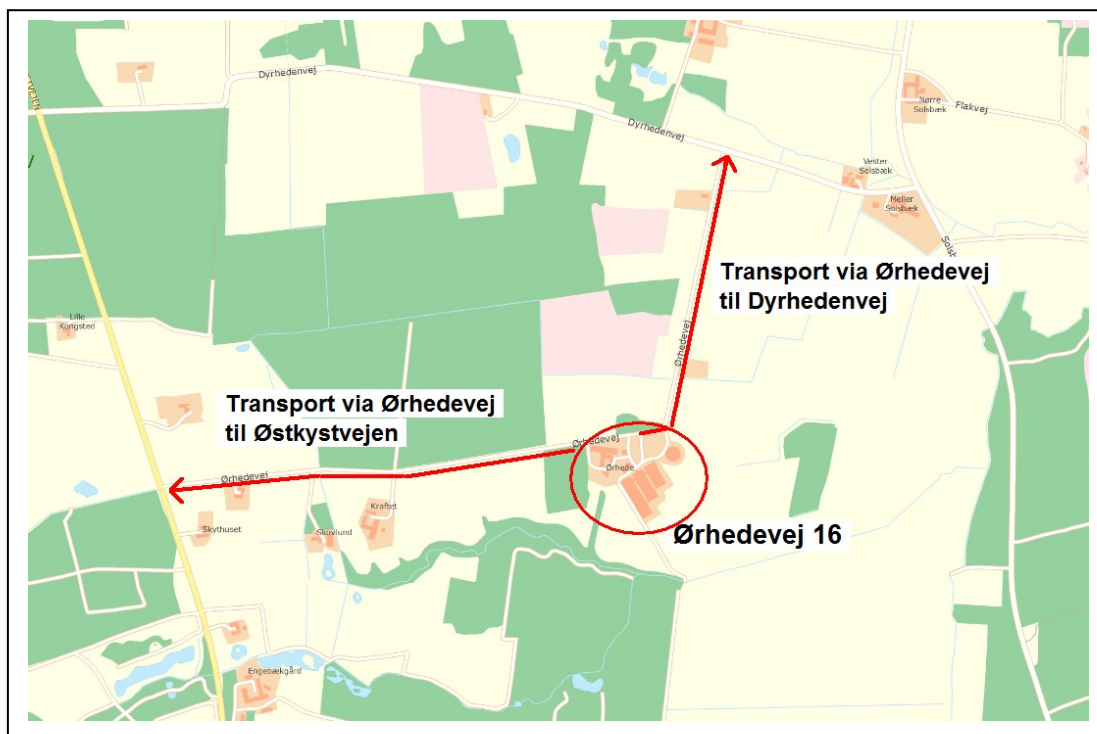 Dyrhedenvej
Dyrhedenvej
Nørre
Solsbæk
Flakvej
Vester
Solsbæk
Meller
Solsbæk
Transport via Ørhedevej
til Dyrhedenvej
Lille
Kongsted
Ørhedevej
Transport via Ørhedevej
til Østkystvejen
Ørhedevej
Ørhede
Ørhedevej
Kraftet
Skythuset
Skovlund
Ørhedevej 16
Engebækgård